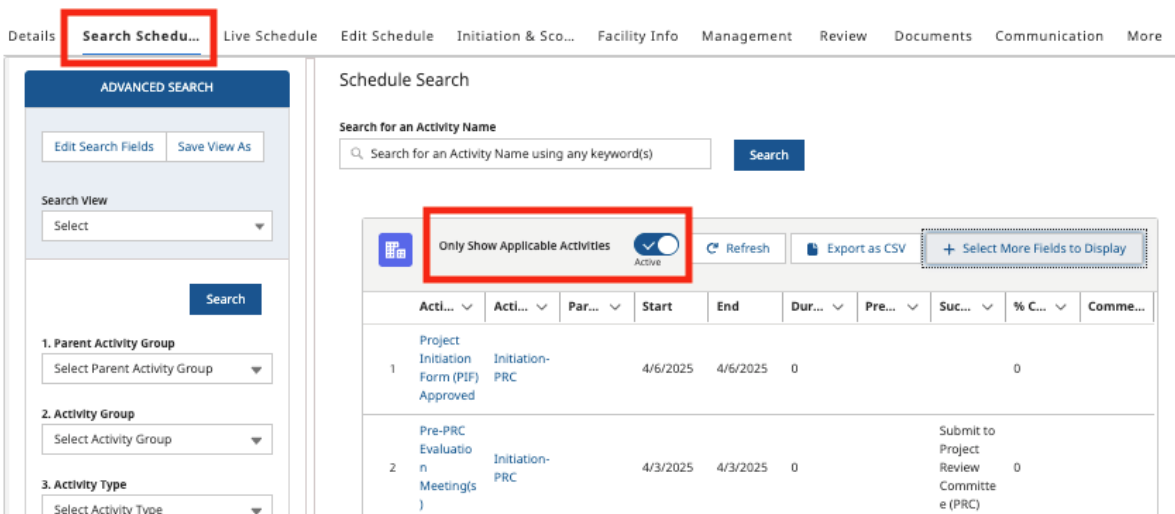 Details Search Schedu... Live Schedule Edit Schedule Initiation & Sco... Facility Info Management Review Documents Communication More
ADVANCED SEARCH
Edit Search Fields Save View As
Search View
Select
Search
1. Parent Activity Group
Select Parent Activity Group
2. Activity Group
Select Activity Group
3. Activity Type
Select Activity Type
Schedule Search
Search for an Activity Name
Search for an Activity Name using any keyword(s) Search
Only Show Applicable Activities Active Refresh Export as CSV + Select More Fields to Display
Acti... Acti... Par... Start End Dur... Pre... Suc... % C... Comme...
Project
Initiation Initiation-
1 Form (PIF) PRC 4/6/2025 4/6/2025 0 0
Approved
Pre-PRC Submit to
Evaluatio Initiation- Project
2 n PRC 4/3/2025 4/3/2025 0 Review 0
Meeting(s Committe
) e (PRC)